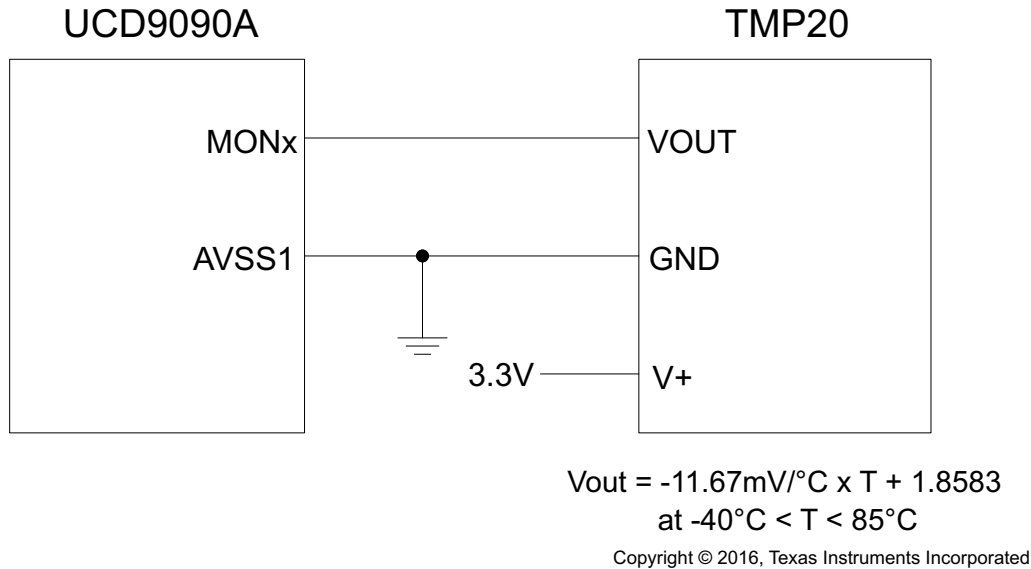 UCD9090A
TMP20
MONx
VOUT
AVSS1
GND
3.3V
V+
Vout = -11.67mV/°C x T + 1.8583
at -40°C < T < 85°C
Copyright © 2016, Texas Instruments Incorporated